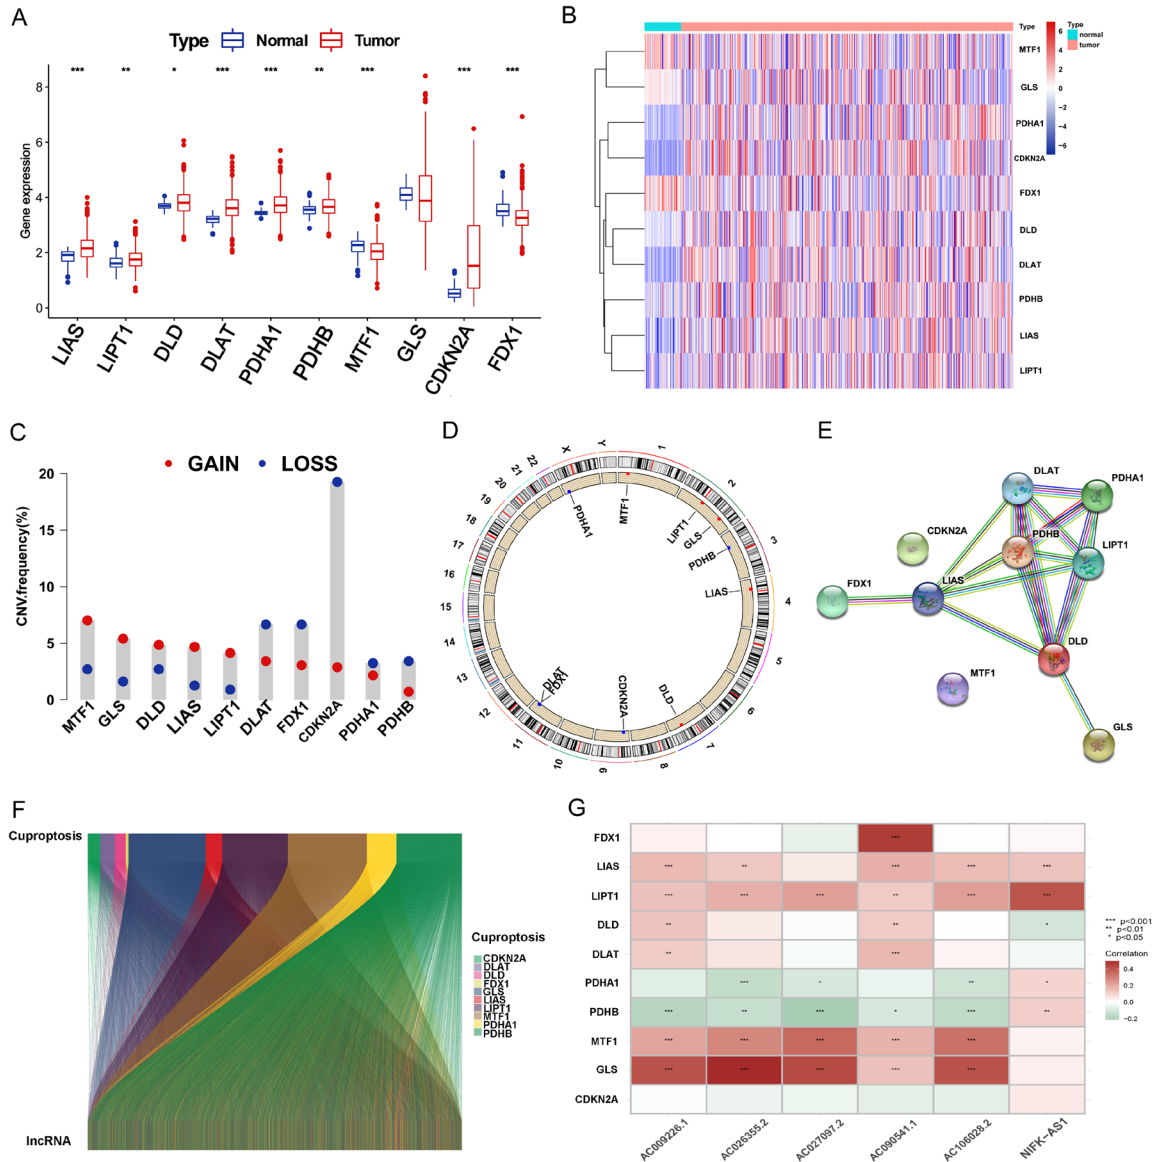 A
Type Normal Tumor
*** ** * *** *** ** *** *** ***
Gene expression
8
6
4
2
0
LIAS LIPT1 DLD DLAT PDHA1 PDHB MTF1 GLS CDKN2A FDX1
B
Type
normal
tumor
Type
6
4
2
0
−2
−4
−6
MTF1
GLS
PDHA1
CDKN2A
FDX1
DLD
DLAT
PDHB
LIAS
LIPT1
C
GAIN LOSS
CNV.frequency(%)
20
15
10
5
0
MTF1 GLS DLD LIAS LIPT1 DLAT FDX1 CDKN2A PDHA1 PDHB
D
1
2
3
4
5
6
7
8
9
10
11
12
13
14
15
16
17
18
19
20
21
22
X
Y
MTF1
LIPT1
GLS
PDHB
LIAS
DLD
CDKN2A
FDX1
DLAT
PDHA1
E
DLAT
PDHA1
CDKN2A
PDHB
LIPT1
FDX1
LIAS
DLD
MTF1
GLS
F
Cuproptosis
lncRNA
Cuproptosis
CDKN2A
DLAT
DLD
FDX1
GLS
LIAS
LIPT1
MTF1
PDHA1
PDHB
G
FDX1 ***
LIAS *** ** *** *** ***
LIPT1 *** *** *** ** *** ***
DLD ** ** *
DLAT ** ***
PDHA1 *** * ** *
PDHB *** ** *** * *** **
MTF1 *** *** *** *** ***
GLS *** *** *** *** ***
CDKN2A
AC009226.1 AC026355.2 AC027097.2 AC090541.1 AC106028.2 NIFK−AS1
*** p<0.001
** p<0.01
* p<0.05
Correlation
0.4
0.2
0.0
−0.2